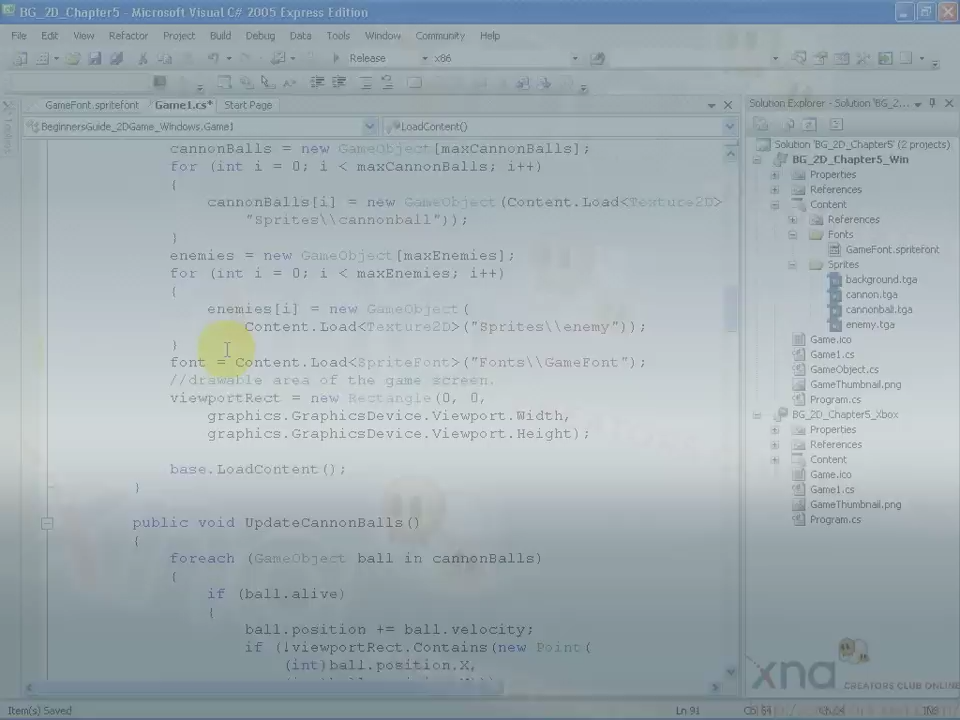 BG_2D_Chapter5 - Microsoft Visual C# 2005 Express Edition
File Edit View Refactor Project Build Debug Data Tools Window Community Help
Release x86
GameFont.spritefont Game1.cs* Start Page
Solution Explorer - Solution 'BG_2...
BeginnersGuide_2DGame_Windows.Game1 LoadContent()
Solution 'BG_2D_Chapter5' (2 projects)
BG_2D_Chapter5_Win
Properties
References
Content
References
Fonts
GameFont.spritefont
Sprites
background.tga
cannon.tga
cannonball.tga
enemy.tga
Game.ico
Game1.cs
GameObject.cs
GameThumbnail.png
Program.cs
BG_2D_Chapter5_Xbox
Properties
References
Content
Game.ico
Game1.cs
GameThumbnail.png
Program.cs
cannonBalls = new GameObject[maxCannonBalls];
for (int i = 0; i < maxCannonBalls; i++)
{
cannonBalls[i] = new GameObject(Content.Load<Texture2D>
"Sprites\\cannonball"));
}
enemies = new GameObject[maxEnemies];
for (int i = 0; i < maxEnemies; i++)
{
enemies[i] = new GameObject(
Content.Load<Texture2D>("Sprites\\enemy"));
}
font = Content.Load<SpriteFont>("Fonts\\GameFont");
//drawable area of the game screen.
viewportRect = new Rectangle(0, 0,
graphics.GraphicsDevice.Viewport.Width,
graphics.GraphicsDevice.Viewport.Height);
base.LoadContent();
}
public void UpdateCannonBalls()
{
foreach (GameObject ball in cannonBalls)
{
if (ball.alive)
{
ball.position += ball.velocity;
if (!viewportRect.Contains(new Point(
(int)ball.position.X,
xna CREATORS CLUB ONLINE
Item(s) Saved Ln 91 INS